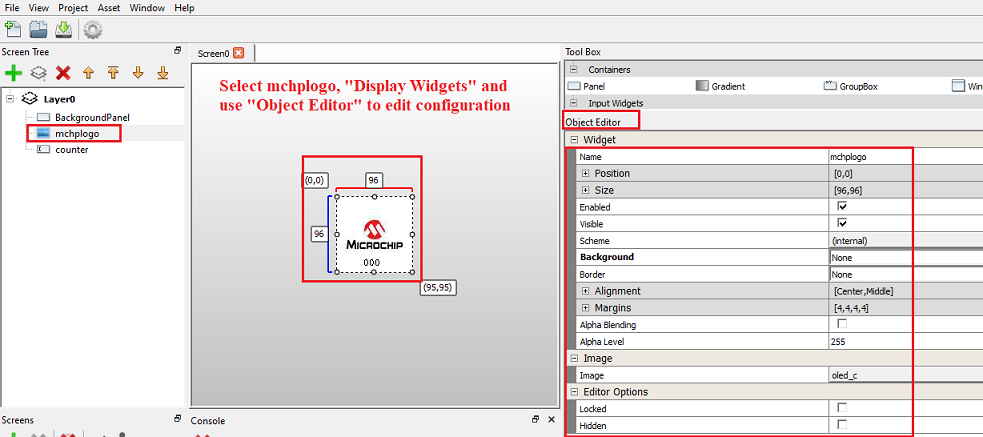 File View Project Asset Window Help
Screen Tree
Layer0
BackgroundPanel
mchplogo
counter
Screens
Screen0
Select mchplogo, "Display Widgets" and
use "Object Editor" to edit configuration
(0,0)
96
96
MICROCHIP
000
(95,95)
Console
Tool Box
Containers
Panel Gradient GroupBox
Input Widgets
Object Editor
Widget
Name mchplogo
Position [0,0]
Size [96,96]
Enabled
Visible
Scheme (internal)
Background None
Border None
Alignment [Center,Middle]
Margins [4,4,4,4]
Alpha Blending
Alpha Level 255
Image
Image oled_c
Editor Options
Locked
Hidden